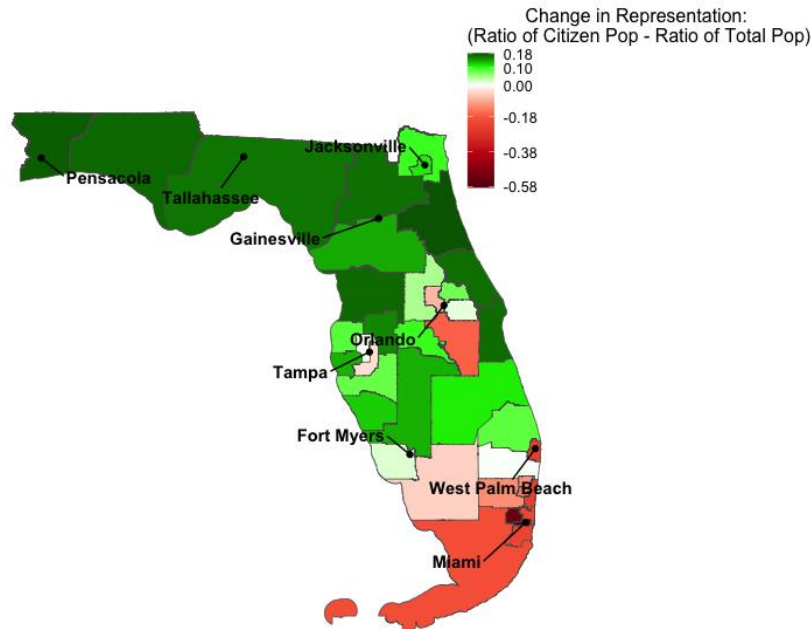 Change in Representation:
(Ratio of Citizen Pop - Ratio of Total Pop)
0.18
0.10
0.00
-0.18
-0.38
-0.58
Jacksonville
Pensacola
Tallahassee
Gainesville
Orlando
Tampa
Fort Myers
West Palm Beach
Miami